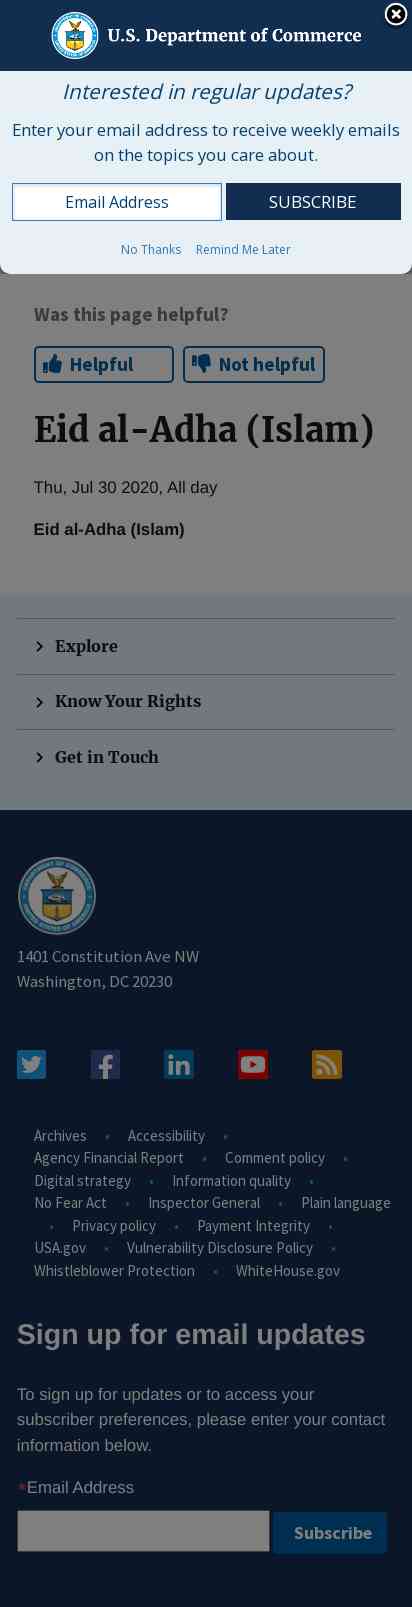 U.S. Department of Commerce
Interested in regular updates?
Enter your email address to receive weekly emails
on the topics you care about.
Email Address
SUBSCRIBE
No Thanks Remind Me Later
Was this page helpful?
Helpful
Not helpful
Eid al-Adha (Islam)
Thu, Jul 30 2020, All day
Eid al-Adha (Islam)
Explore
Know Your Rights
Get in Touch
1401 Constitution Ave NW
Washington, DC 20230
Archives • Accessibility •
Agency Financial Report • Comment policy •
Digital strategy • Information quality •
No Fear Act • Inspector General • Plain language
• Privacy policy • Payment Integrity •
USA.gov • Vulnerability Disclosure Policy •
Whistleblower Protection • WhiteHouse.gov
Sign up for email updates
To sign up for updates or to access your
subscriber preferences, please enter your contact
information below.
*Email Address
Subscribe